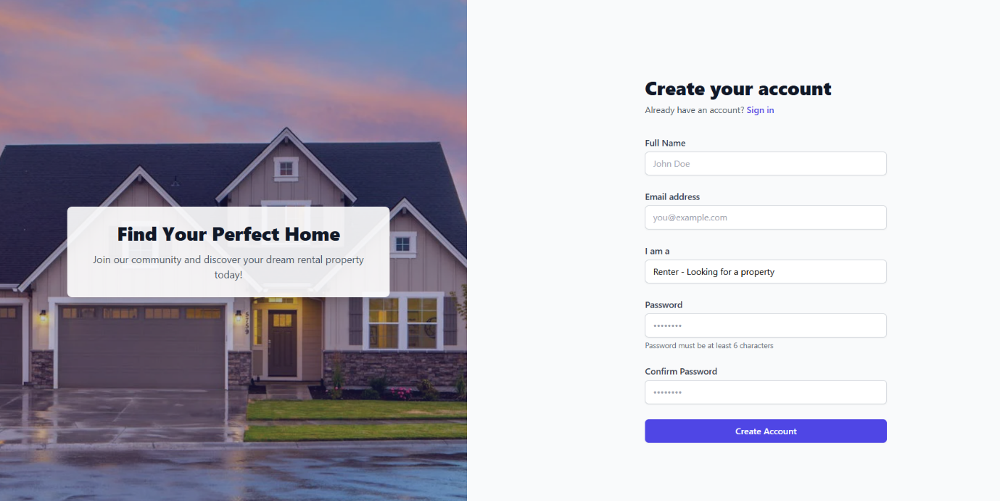 Find Your Perfect Home
Join our community and discover your dream rental property
today!
5759
Create your account
Already have an account? Sign in
Full Name
John Doe
Email address
you@example.com
I am a
Renter - Looking for a property
Password
••••••••
Password must be at least 6 characters
Confirm Password
••••••••
Create Account